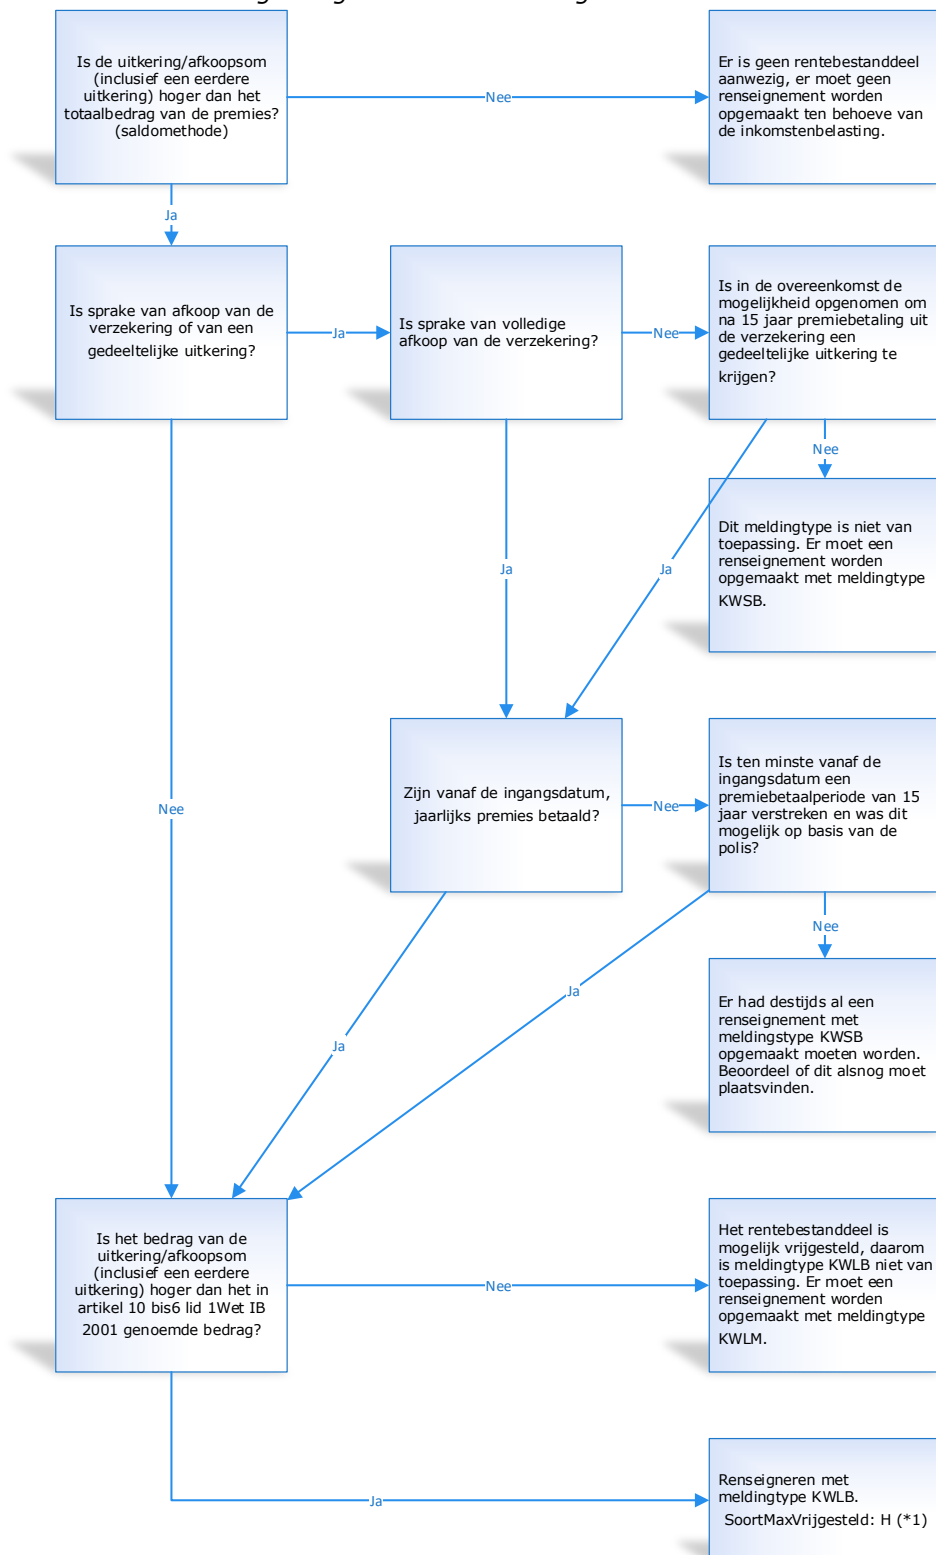 Is de uitkering/afkoopsom
(inclusief een eerdere
uitkering) hoger dan het
totaalbedrag van de premies?
(saldomethode)
Nee
Er is geen rentebestanddeel
aanwezig, er moet geen
renseignement worden
opgemaakt ten behoeve van
de inkomstenbelasting.
Ja
Is sprake van afkoop van de
verzekering of van een
gedeeltelijke uitkering?
Ja
Is sprake van volledige
afkoop van de verzekering?
Nee
Is in de overeenkomst de
mogelijkheid opgenomen om
na 15 jaar premiebetaling uit
de verzekering een
gedeeltelijke uitkering te
krijgen?
Nee
Dit meldingtype is niet van
toepassing. Er moet een
renseignement worden
opgemaakt met meldingtype
KWSB.
Ja
Ja
Nee
Zijn vanaf de ingangsdatum,
jaarlijks premies betaald?
Nee
Is ten minste vanaf de
ingangsdatum een
premiebetaalperiode van 15
jaar verstreken en was dit
mogelijk op basis van de
polis?
Nee
Er had destijds al een
renseignement met
meldingstype KWSB
opgemaakt moeten worden.
Beoordeel of dit alsnog moet
plaatsvinden.
Ja
Ja
Is het bedrag van de
uitkering/afkoopsom
(inclusief een eerdere
uitkering) hoger dan het in
artikel 10 bis6 lid 1Wet IB
2001 genoemde bedrag?
Nee
Het rentebestanddeel is
mogelijk vrijgesteld, daarom
is meldingtype KWLB niet van
toepassing. Er moet een
renseignement worden
opgemaakt met meldingtype
KWLM.
Ja
Renseigneren met
meldingtype KWLB.
SoortMaxVrijgesteld: H (*1)